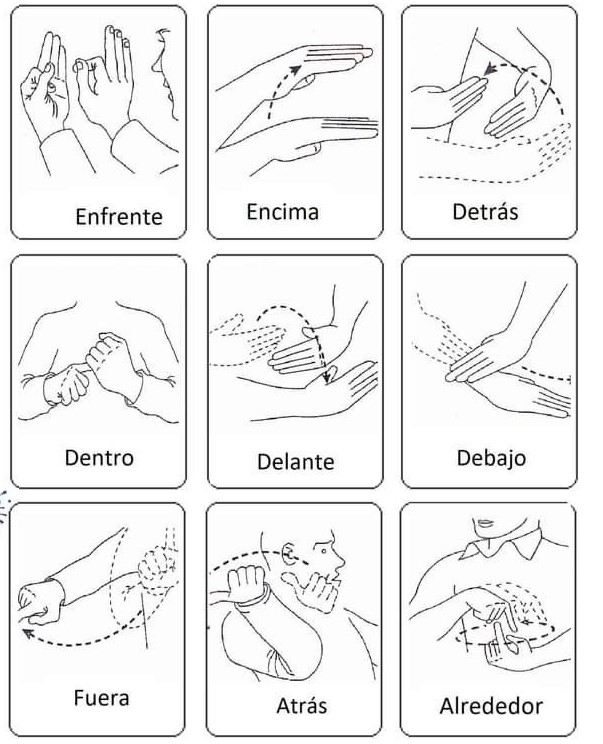 Enfrente
Encima
Detrás
Dentro
Delante
Debajo
Fuera
Atrás
Alrededor